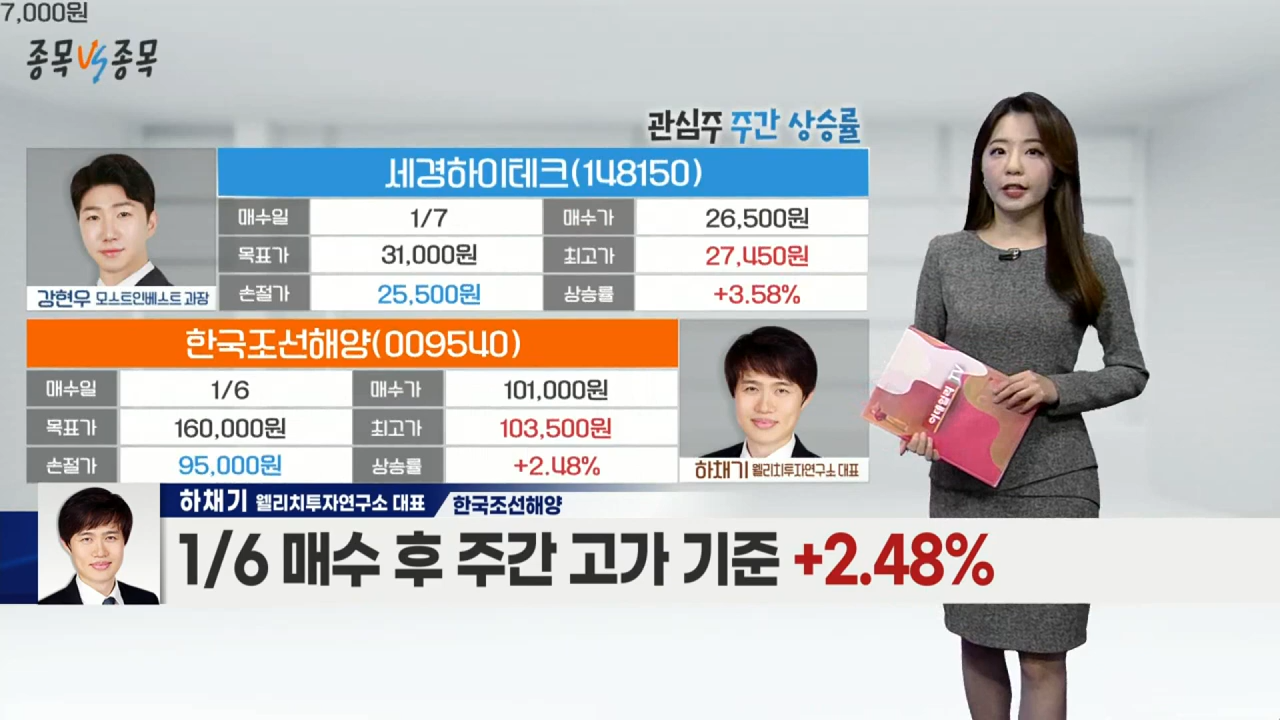 7,000원
종목 VS 종목
관심주 주간 상승률
세경하이테크(148150)
매수일 1/7 매수가 26,500원
목표가 31,000원 최고가 27,450원
손절가 25,500원 상승률 +3.58%
강현우 모스트인베스트 과장
한국조선해양(009540)
매수일 1/6 매수가 101,000원
목표가 160,000원 최고가 103,500원
손절가 95,000원 상승률 +2.48%
하채기 웰리치투자연구소 대표
이데일리 TV
하채기 웰리치투자연구소 대표 한국조선해양
1/6 매수 후 주간 고가 기준 +2.48%